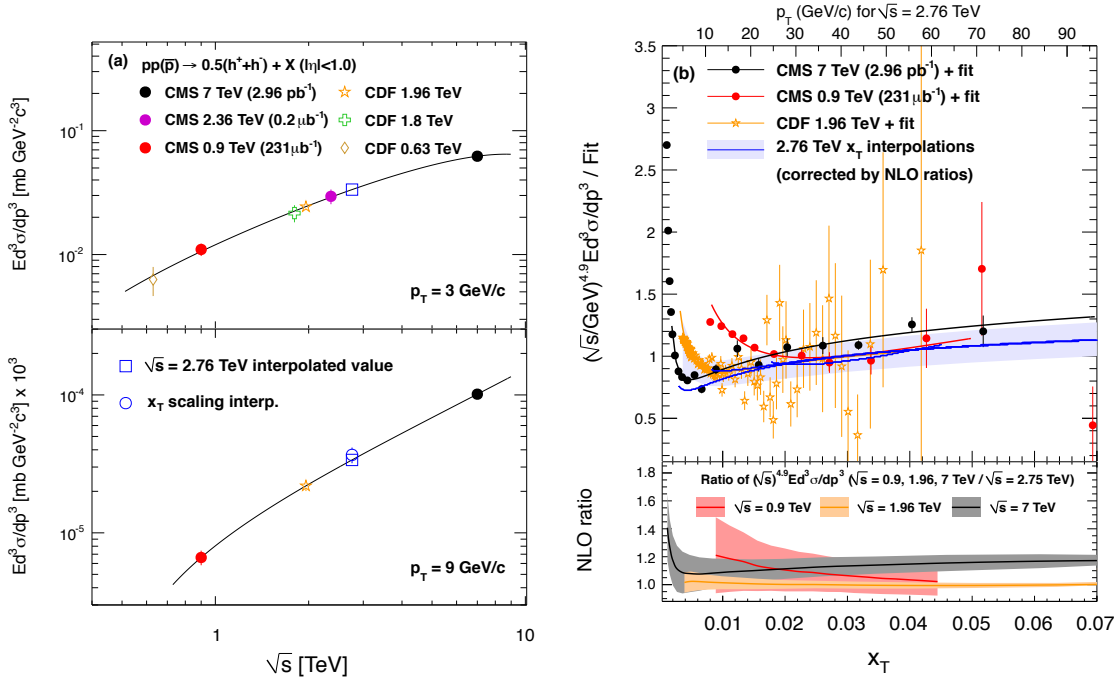 (a) pp(p̅) → 0.5(h⁺+h⁻) + X (|η|<1.0)
CMS 7 TeV (2.96 pb⁻¹)
CMS 2.36 TeV (0.2 μb⁻¹)
CMS 0.9 TeV (231μb⁻¹)
CDF 1.96 TeV
CDF 1.8 TeV
CDF 0.63 TeV
Ed³σ/dp³ [mb GeV⁻²c³]
10⁻¹
10⁻²
p_T = 3 GeV/c
√s = 2.76 TeV interpolated value
x_T scaling interp.
Ed³σ/dp³ [mb GeV⁻²c³] x 10¹
10⁻⁴
10⁻⁵
p_T = 9 GeV/c
1
10
√s [TeV]
p_T (GeV/c) for √s = 2.76 TeV
0 10 20 30 40 50 60 70 80 90
(b)
CMS 7 TeV (2.96 pb⁻¹) + fit
CMS 0.9 TeV (231μb⁻¹) + fit
CDF 1.96 TeV + fit
2.76 TeV x_T interpolations
(corrected by NLO ratios)
(√s/GeV)⁴·⁹Ed³σ/dp³ / Fit
3.5
3
2.5
2
1.5
1
0.5
Ratio of (√s)⁴·⁹Ed³σ/dp³ (√s = 0.9, 1.96, 7 TeV / √s = 2.75 TeV)
√s = 0.9 TeV
√s = 1.96 TeV
√s = 7 TeV
NLO ratio
1.8
1.6
1.4
1.2
1.0
0.01 0.02 0.03 0.04 0.05 0.06 0.07
x_T